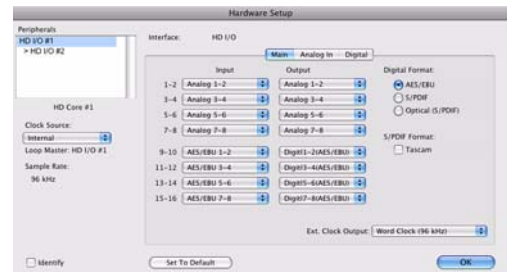 Hardware Setup
Peripherals
HD I/O #1
> HD I/O #2
HD Core #1
Clock Source:
Internal
Loop Master: HD I/O #1
Sample Rate:
96 kHz
Identify
Interface: HD I/O
Main Analog In Digital
Input Output
1-2 Analog 1-2 Analog 1-2
3-4 Analog 3-4 Analog 3-4
5-6 Analog 5-6 Analog 5-6
7-8 Analog 7-8 Analog 7-8
9-10 AES/EBU 1-2 Digitl1-2(AES/EBU)
11-12 AES/EBU 3-4 Digitl3-4(AES/EBU)
13-14 AES/EBU 5-6 Digitl5-6(AES/EBU)
15-16 AES/EBU 7-8 Digitl7-8(AES/EBU)
Digital Format:
AES/EBU
S/PDIF
Optical (S/PDIF)
S/PDIF Format:
Tascam
Ext. Clock Output: Word Clock (96 kHz)
Set To Default
OK